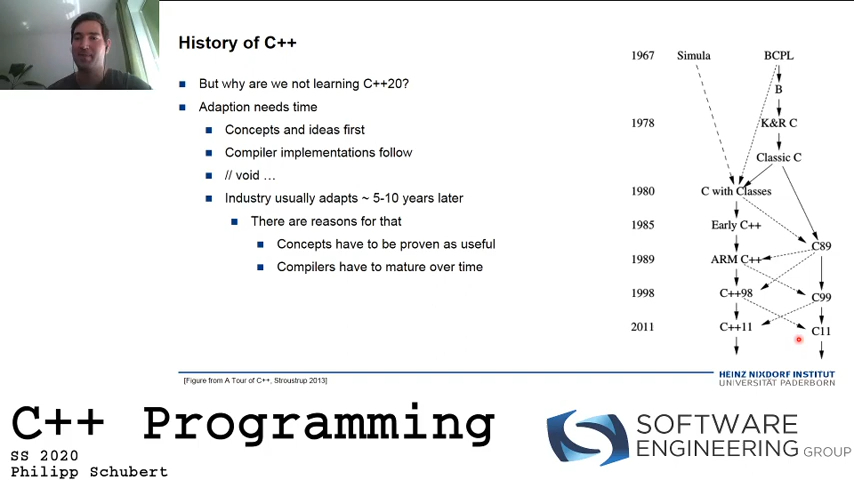 History of C++
But why are we not learning C++20?
Adaption needs time
Concepts and ideas first
Compiler implementations follow
// void ...
Industry usually adapts ~ 5-10 years later
There are reasons for that
Concepts have to be proven as useful
Compilers have to mature over time
1967 Simula BCPL
B
1978 K&R C
Classic C
1980 C with Classes
1985 Early C++
C89
1989 ARM C++
1998 C++98 C99
2011 C++11 C11
[Figure from A Tour of C++, Stroustrup 2013]
HEINZ NIXDORF INSTITUT
UNIVERSITÄT PADERBORN
C++ Programming
SS 2020
Philipp Schubert
SOFTWARE
ENGINEERING GROUP